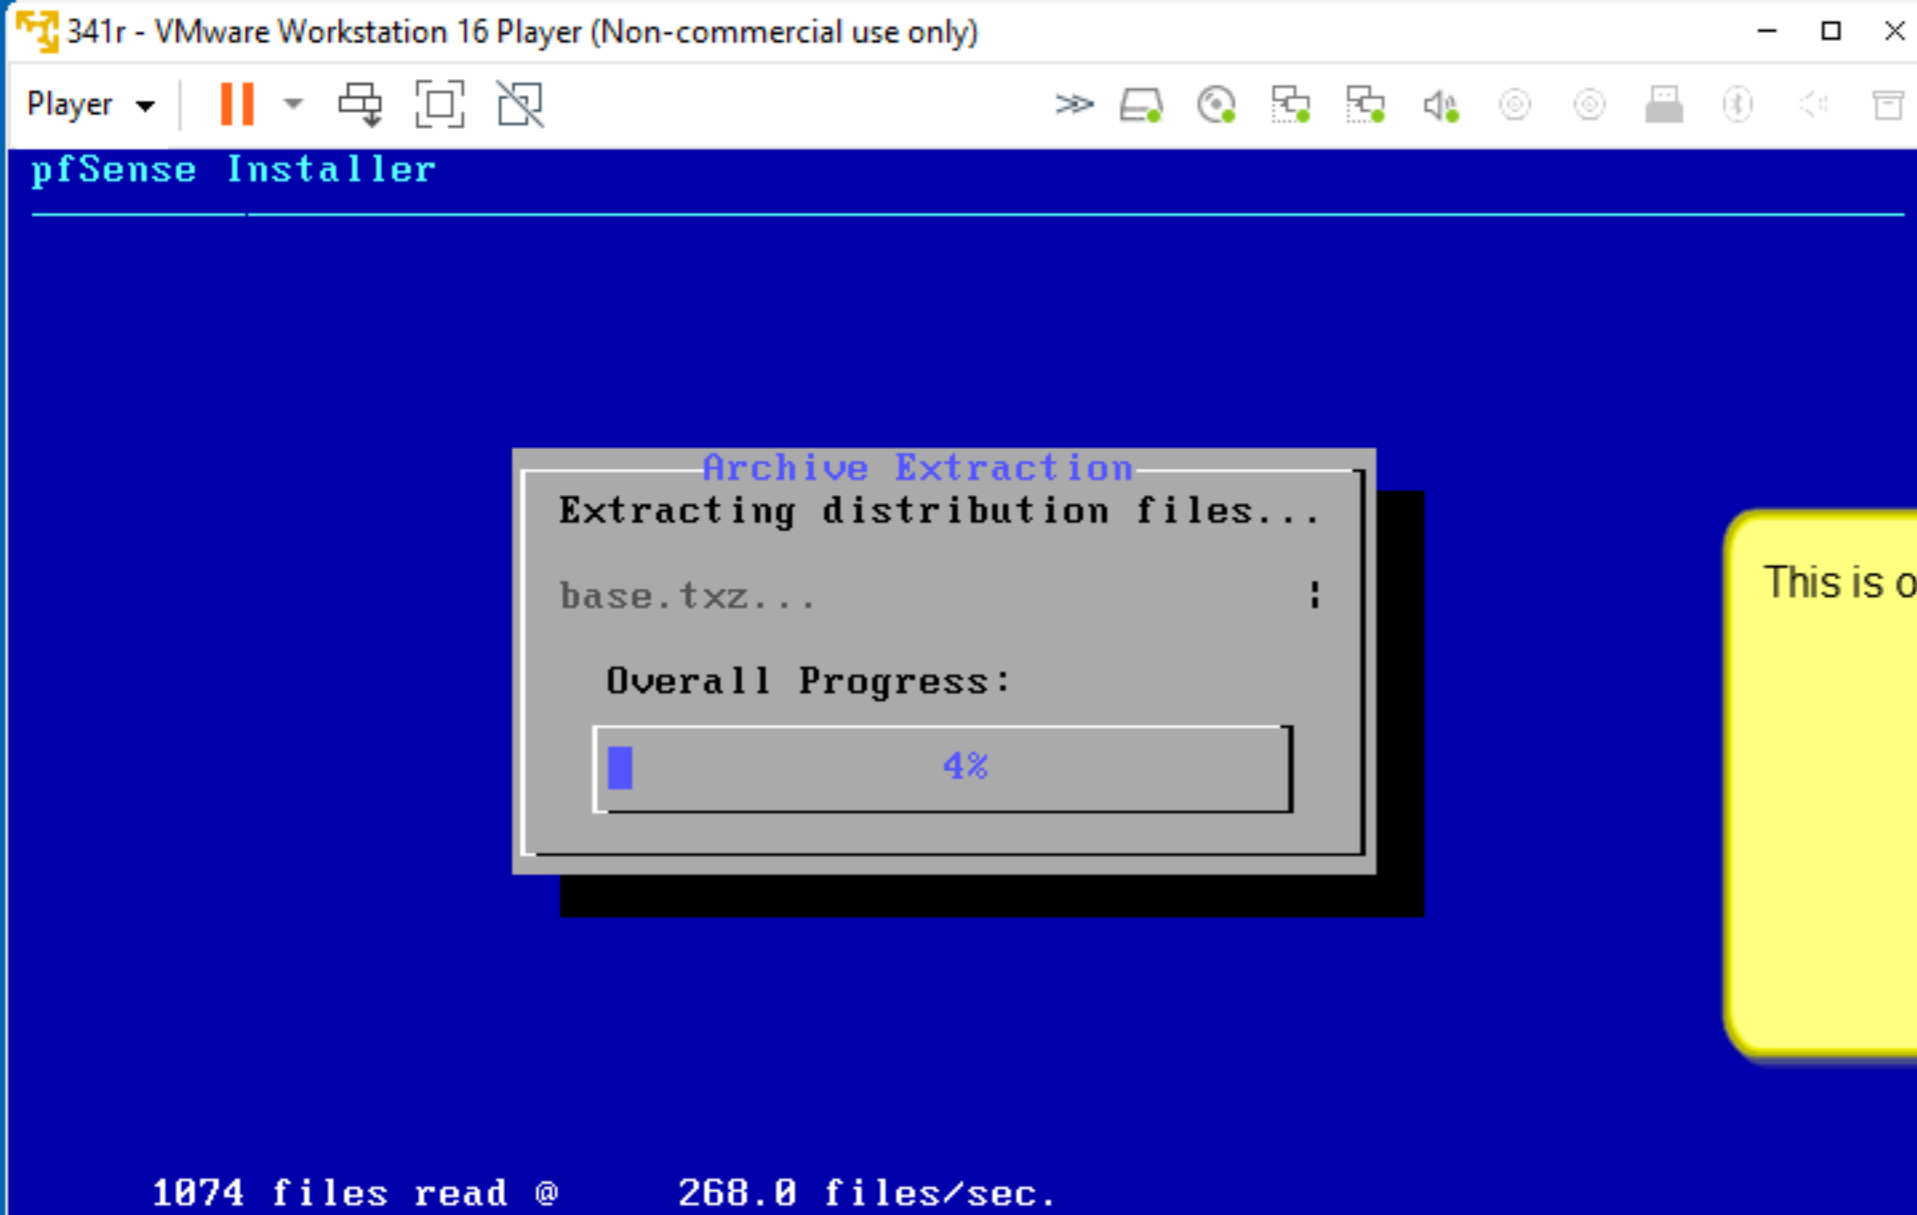 341r - VMware Workstation 16 Player (Non-commercial use only)
Player
pfSense Installer
Archive Extraction
Extracting distribution files...
base.txz...
Overall Progress:
4%
This is
1074 files read @ 268.0 files/sec.